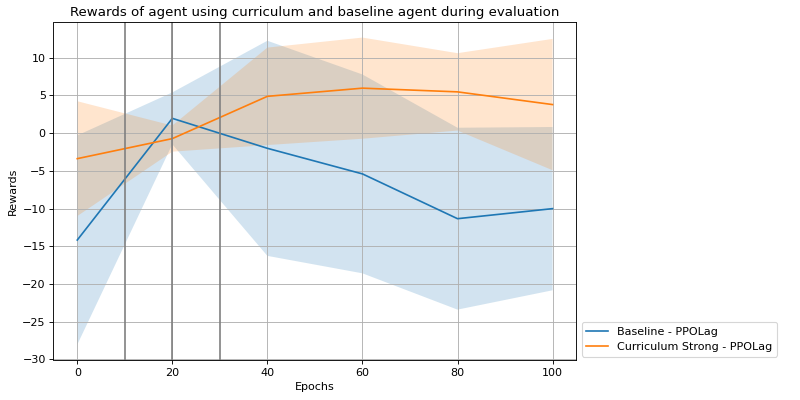 Rewards of agent using curriculum and baseline agent during evaluation
Rewards
10
5
0
−5
−10
−15
−20
−25
−30
0 20 40 60 80 100
Epochs
Baseline - PPOLag
Curriculum Strong - PPOLag